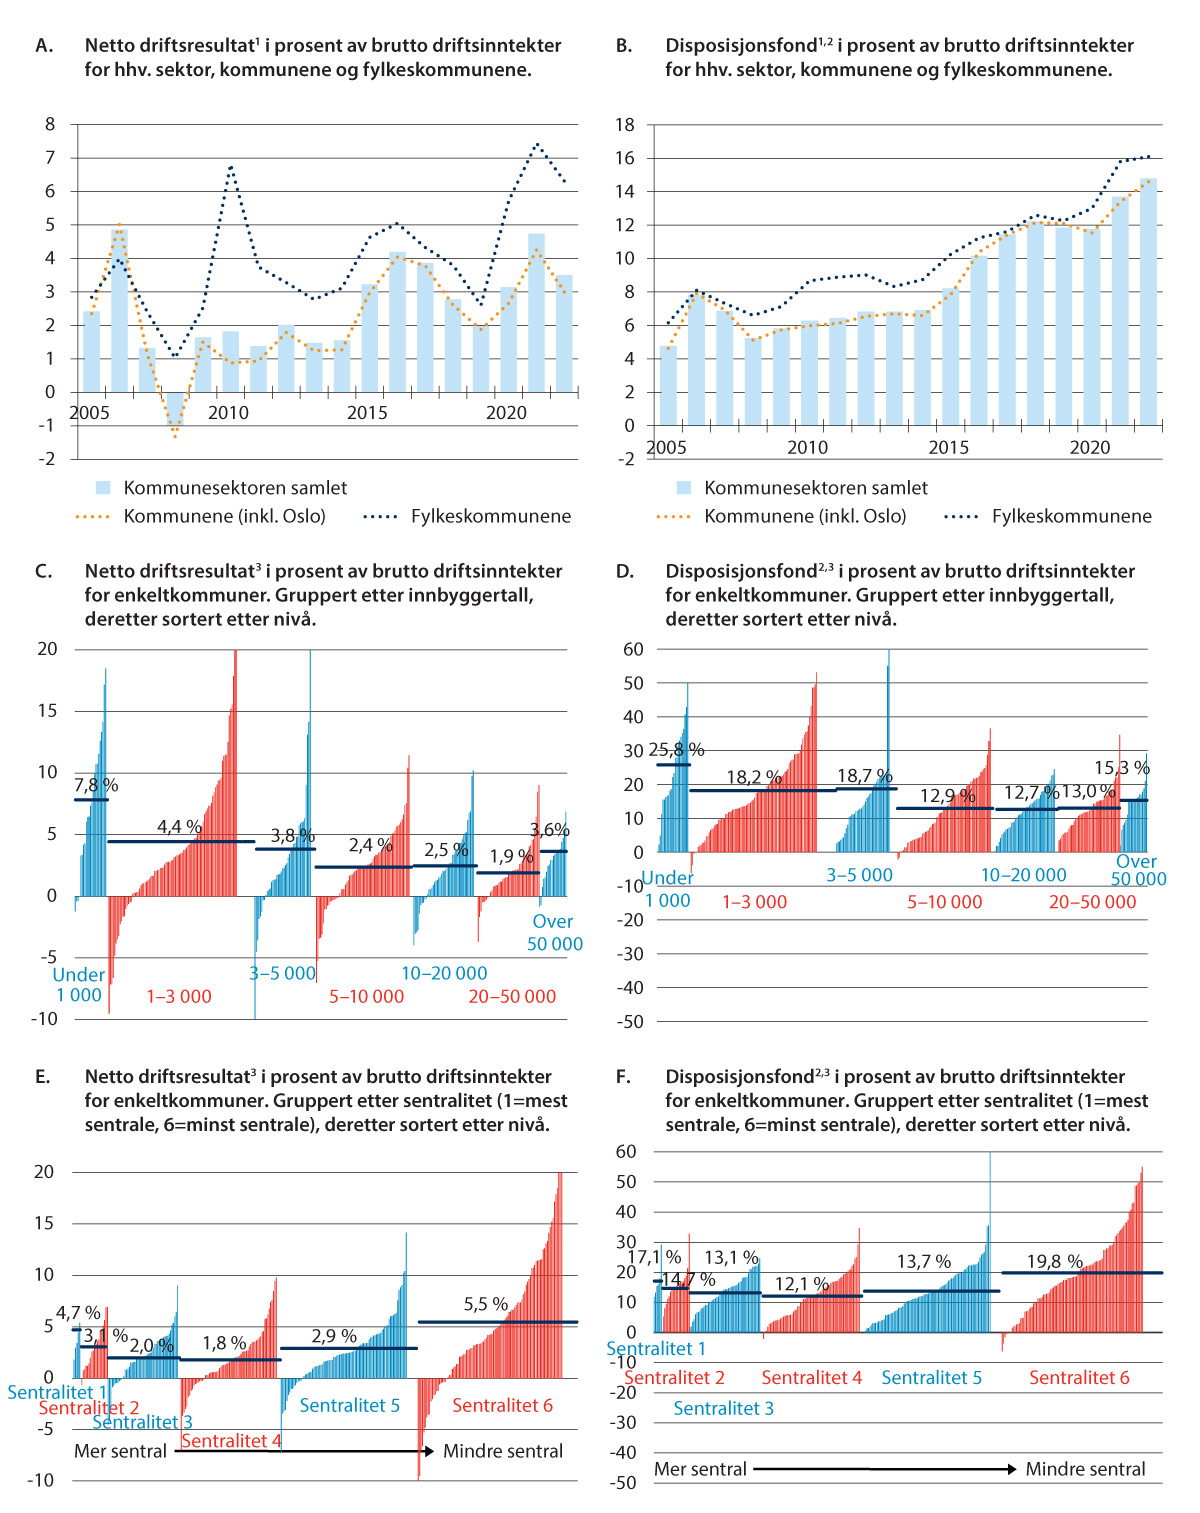 A. Netto driftsresultat¹ i prosent av brutto driftsinntekter
for hhv. sektor, kommunene og fylkeskommunene.
8
7
6
5
4
3
2
1
0
-1
-2
2005 2010 2015 2020
Kommunesektoren samlet
Kommunene (inkl. Oslo) Fylkeskommunene
B. Disposisjonsfond¹,² i prosent av brutto driftsinntekter
for hhv. sektor, kommunene og fylkeskommunene.
18
16
14
12
10
8
6
4
2
0
-2
2005 2010 2015 2020
Kommunesektoren samlet
Kommunene (inkl. Oslo) Fylkeskommunene
C. Netto driftsresultat³ i prosent av brutto driftsinntekter
for enkeltkommuner. Gruppert etter innbyggertall,
deretter sortert etter nivå.
20
15
10
5
0
-5
-10
7,8 % 4,4 % 3,8 % 2,4 % 2,5 % 1,9 % 3,6%
Under
1 000
1–3 000
3–5 000
5–10 000
10–20 000
20–50 000
Over
50 000
D. Disposisjonsfond²,³ i prosent av brutto driftsinntekter
for enkeltkommuner. Gruppert etter innbyggertall,
deretter sortert etter nivå.
60
50
40
30
20
10
0
-10
-20
-30
-40
-50
25,8 % 18,2 % 18,7 % 12,9 % 12,7 % 13,0 % 15,3 %
Under
1 000
1–3 000
3–5 000
5–10 000
10–20 000
20–50 000
Over
50 000
E. Netto driftsresultat³ i prosent av brutto driftsinntekter
for enkeltkommuner. Gruppert etter sentralitet (1=mest
sentrale, 6=minst sentrale), deretter sortert etter nivå.
20
15
10
5
0
-5
-10
4,7 % 3,1 % 2,0 % 1,8 % 2,9 % 5,5 %
Sentralitet 1
Sentralitet 2
Sentralitet 3
Sentralitet 4
Sentralitet 5
Sentralitet 6
Mer sentral Mindre sentral
F. Disposisjonsfond²,³ i prosent av brutto driftsinntekter
for enkeltkommuner. Gruppert etter sentralitet (1=mest
sentrale, 6=minst sentrale), deretter sortert etter nivå.
60
50
40
30
20
10
0
-10
-20
-30
-40
-50
17,1 % 14,7 % 13,1 % 12,1 % 13,7 % 19,8 %
Sentralitet 1
Sentralitet 2
Sentralitet 3
Sentralitet 4
Sentralitet 5
Sentralitet 6
Mer sentral Mindre sentral